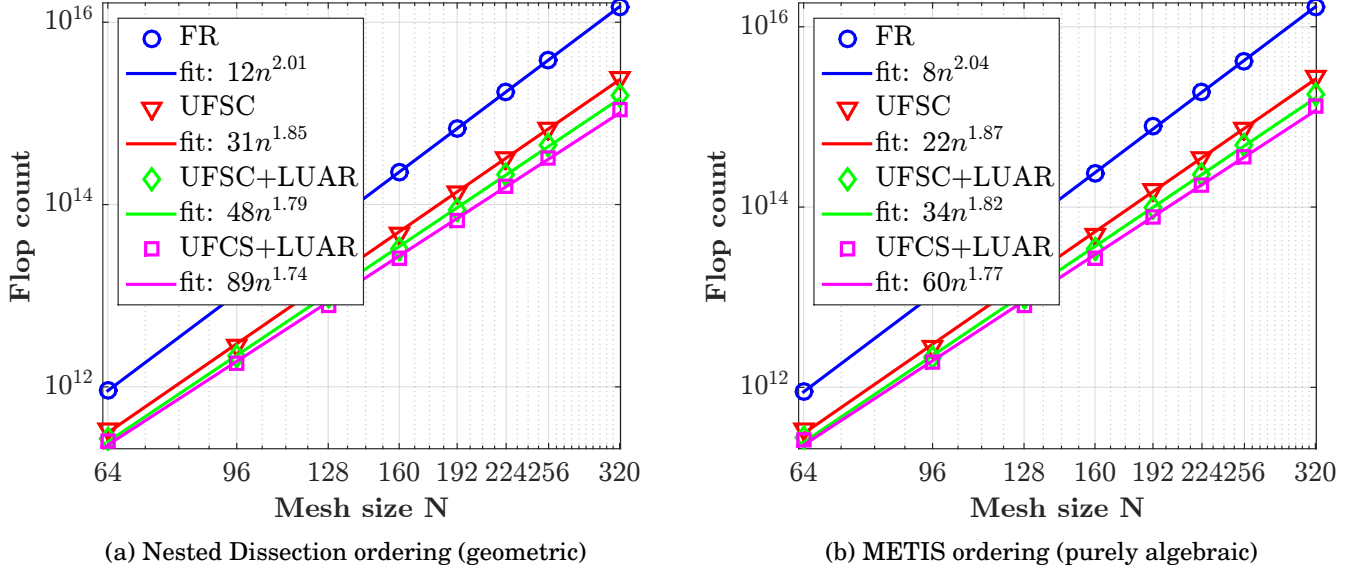 Flop count
10^16
10^14
10^12
FR
fit: 12n^2.01
UFSC
fit: 31n^1.85
UFSC+LUAR
fit: 48n^1.79
UFCS+LUAR
fit: 89n^1.74
64 96 128 160 192 224 256 320
Mesh size N
(a) Nested Dissection ordering (geometric)
Flop count
10^16
10^14
10^12
FR
fit: 8n^2.04
UFSC
fit: 22n^1.87
UFSC+LUAR
fit: 34n^1.82
UFCS+LUAR
fit: 60n^1.77
64 96 128 160 192 224 256 320
Mesh size N
(b) METIS ordering (purely algebraic)